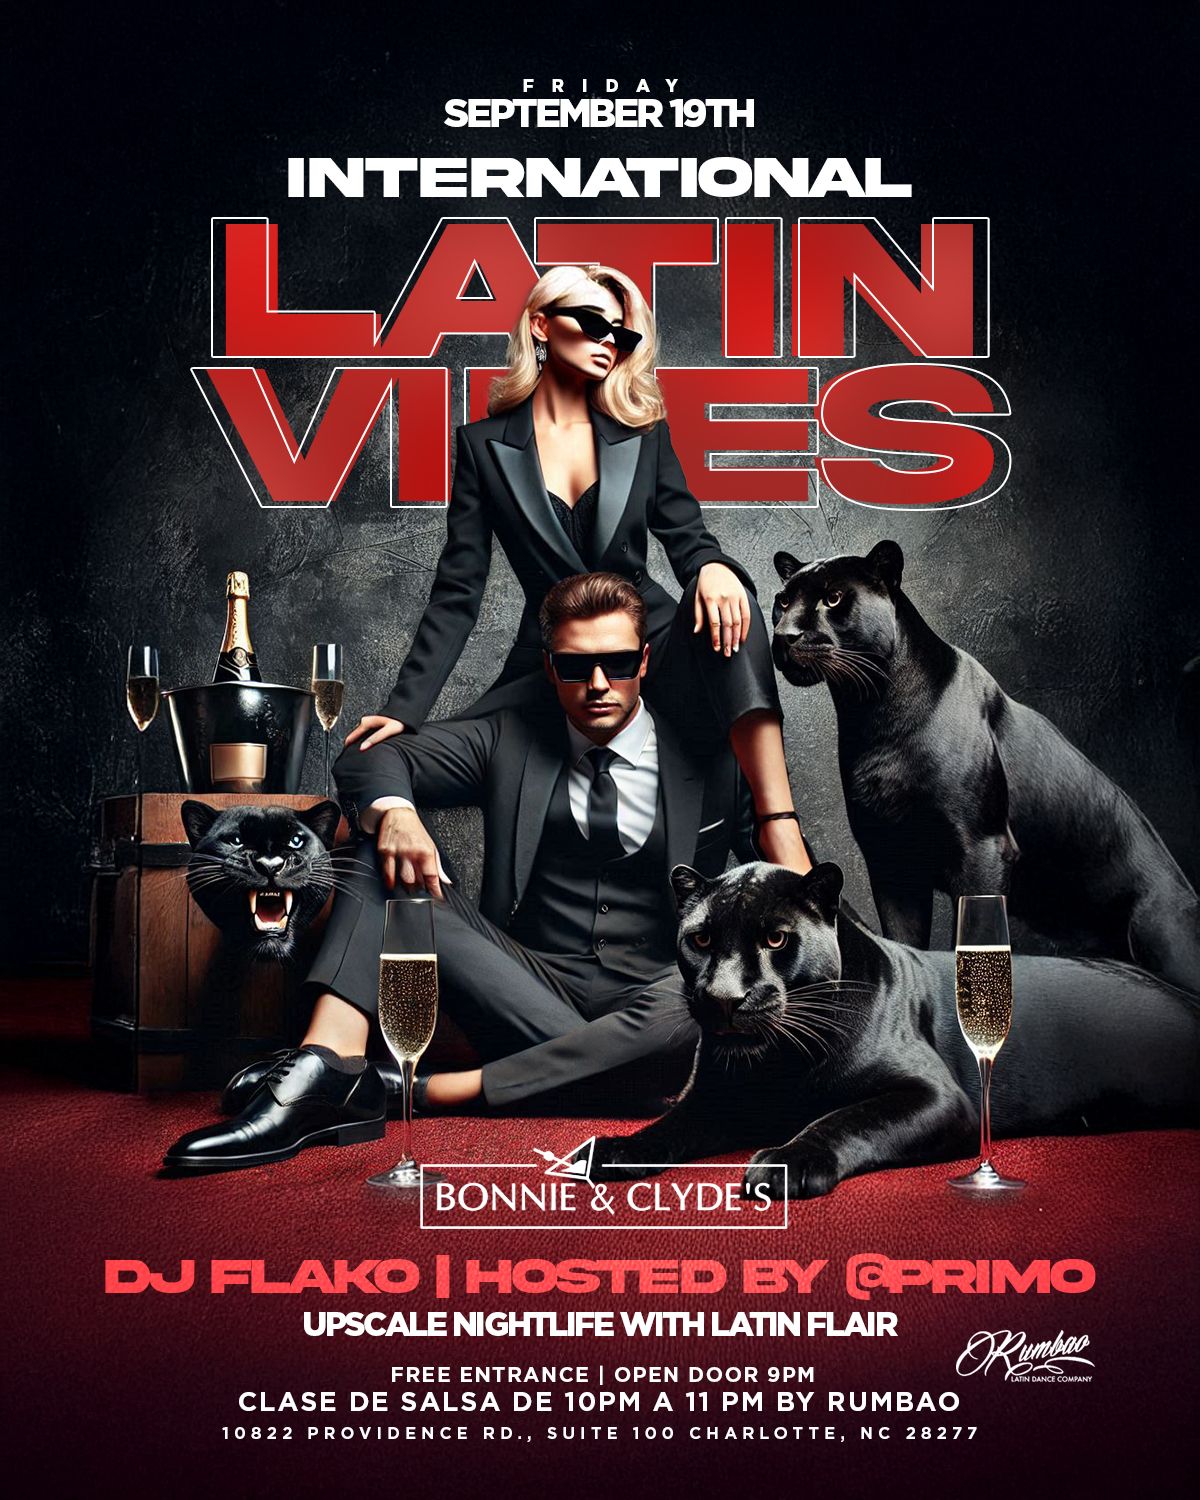 FRIDAY
SEPTEMBER 19TH
INTERNATIONAL
LATIN
VIBES
BONNIE & CLYDE'S
DJ FLAKO | HOSTED BY @PRIMO
UPSCALE NIGHTLIFE WITH LATIN FLAIR
Rumbao
LATIN DANCE COMPANY
FREE ENTRANCE | OPEN DOOR 9PM
CLASE DE SALSA DE 10PM A 11 PM BY RUMBAO
10822 PROVIDENCE RD., SUITE 100 CHARLOTTE, NC 28277